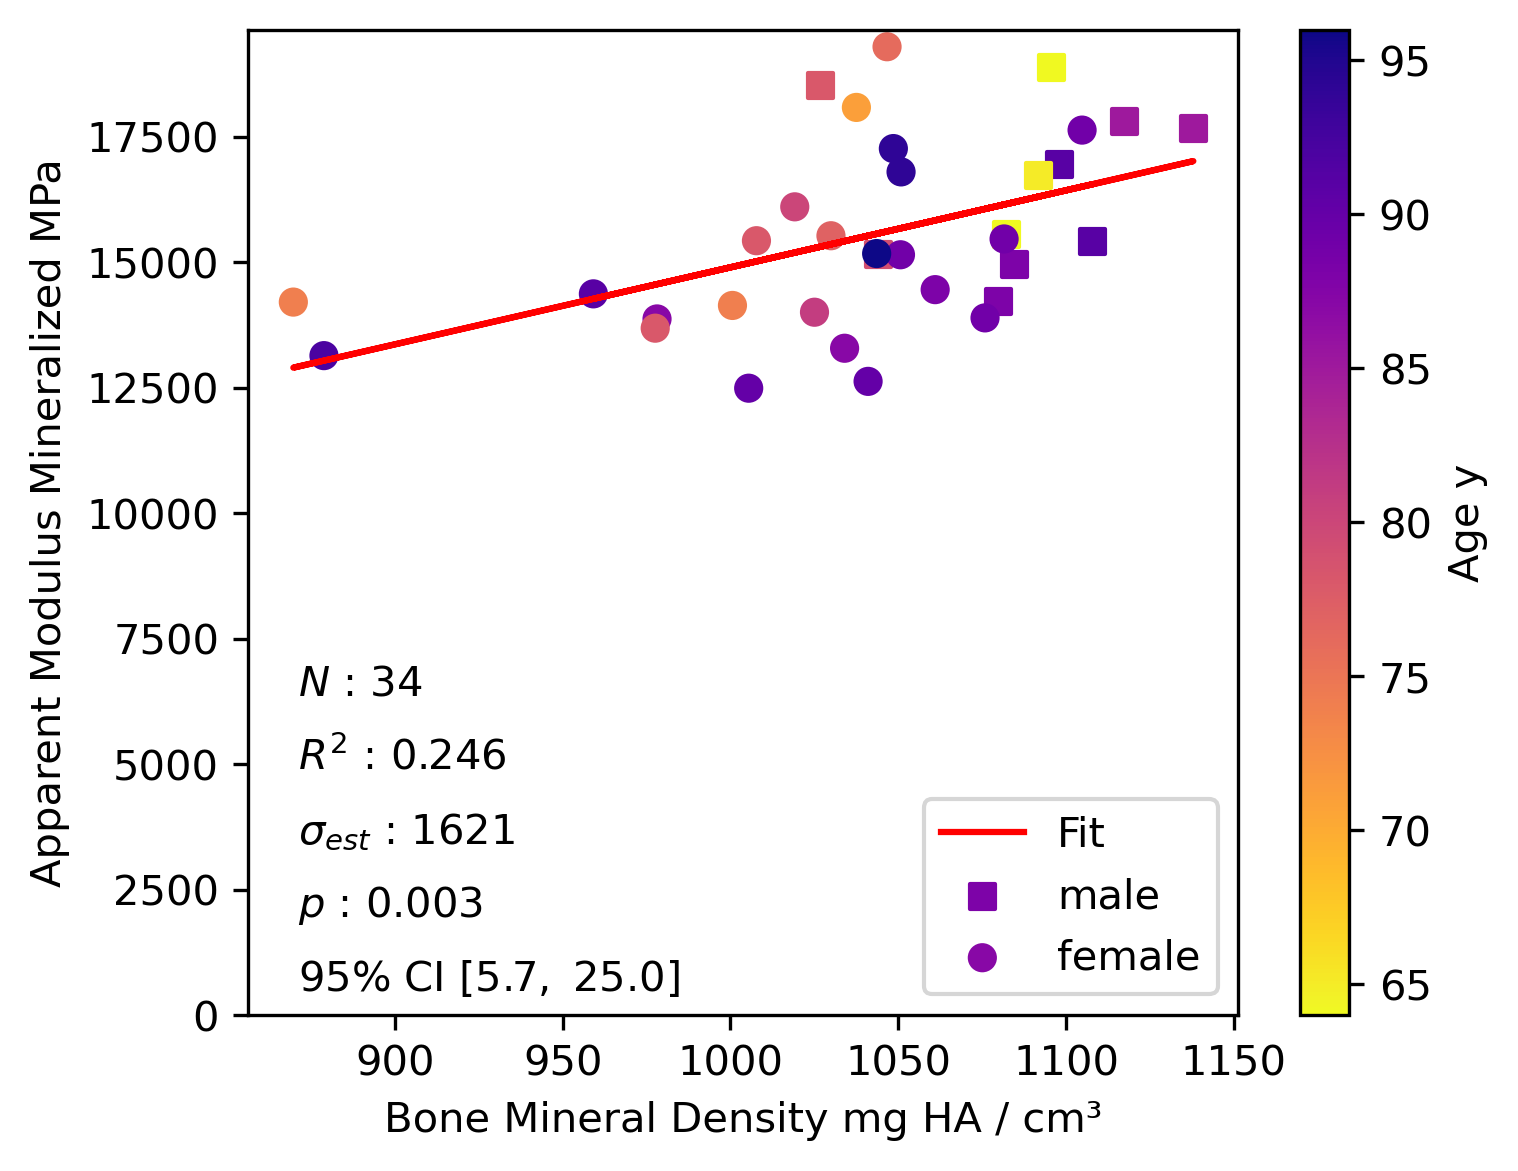 Apparent Modulus Mineralized MPa
17500
15000
12500
10000
7500
5000
2500
0
N : 34
R² : 0.246
σest : 1621
p : 0.003
95% CI [5.7, 25.0]
Fit
male
female
900 950 1000 1050 1100 1150
Bone Mineral Density mg HA / cm³
95
90
85
80
75
70
65
Age y